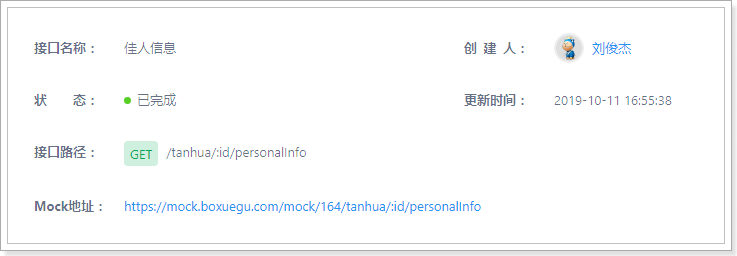 接口名称： 佳人信息 创 建 人： 刘俊杰
状 态： 已完成 更新时间： 2019-10-11 16:55:38
接口路径： GET /tanhua/:id/personalInfo
Mock地址： https://mock.boxuegu.com/mock/164/tanhua/:id/personalInfo